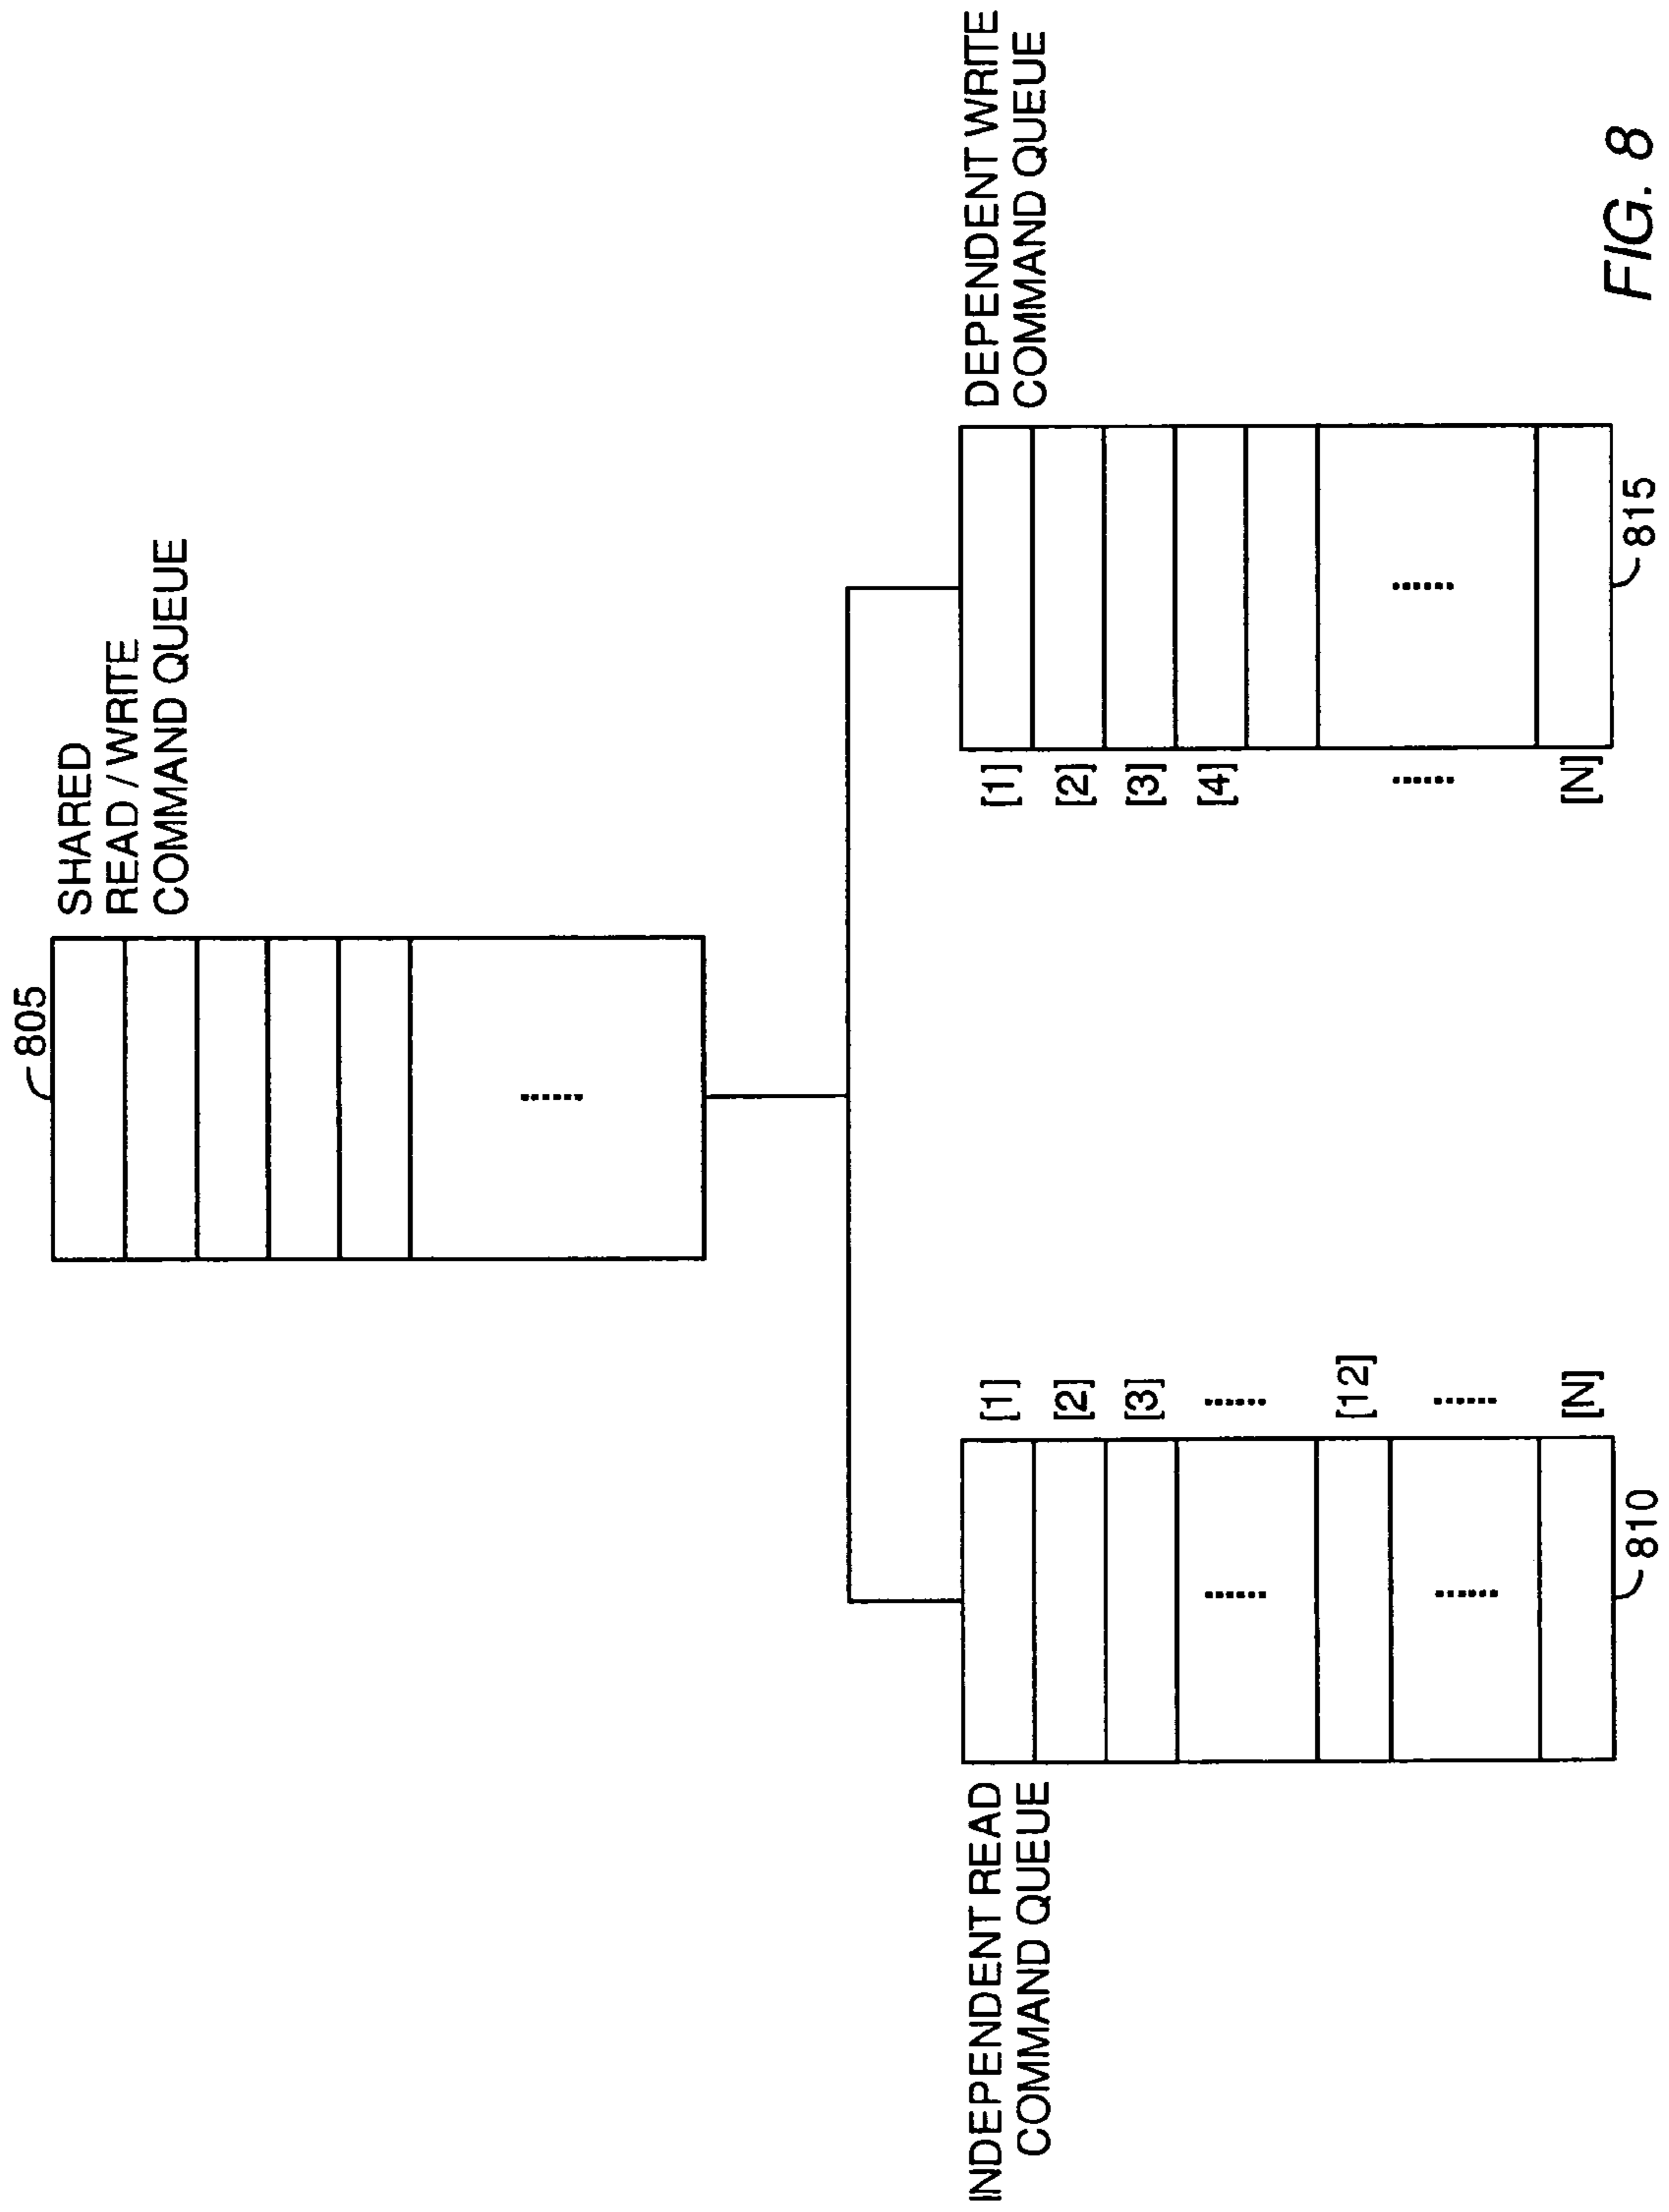 805
SHARED
READ / WRITE
COMMAND QUEUE
INDEPENDENT READ
COMMAND QUEUE
[1]
[2]
[3]
......
......
[12]
......
......
[N]
810
DEPENDENT WRITE
COMMAND QUEUE
[1]
[2]
[3]
[4]
......
......
[N]
815
......
FIG. 8